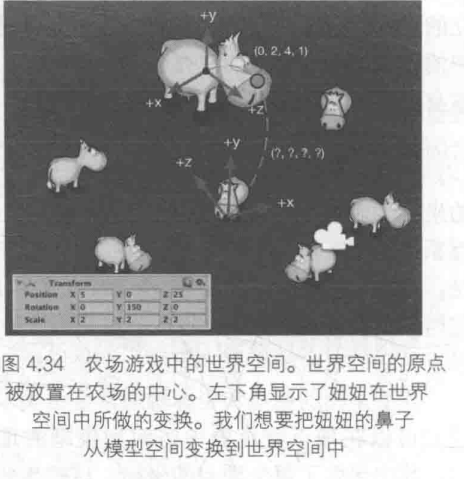 +y
(0, 2, 4, 1)
+x
+z
+y
(?, ?, ?, ?)
+z
+x
Transform
Position X 5 Y 0 Z 25
Rotation X 0 Y 150 Z 0
Scale X 2 Y 2 Z 2
图 4.34 农场游戏中的世界空间。世界空间的原点
被放置在农场的中心。左下角显示了妞妞在世界
空间中所做的变换。我们想要把妞妞的鼻子
从模型空间变换到世界空间中